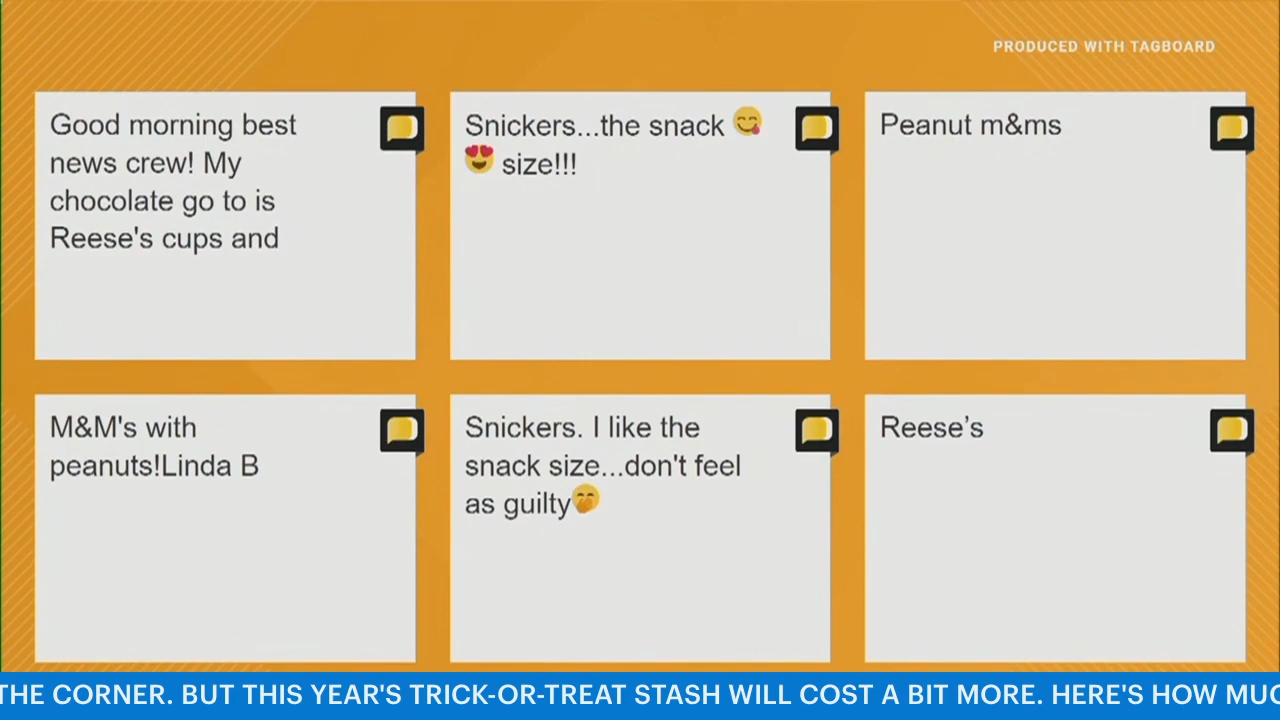 PRODUCED WITH TAGBOARD
Good morning best
news crew! My
chocolate go to is
Reese's cups and
Snickers...the snack 😋
😍 size!!!
Peanut m&ms
M&M's with
peanuts!Linda B
Snickers. I like the
snack size...don't feel
as guilty🤭
Reese’s
THE CORNER. BUT THIS YEAR'S TRICK-OR-TREAT STASH WILL COST A BIT MORE. HERE'S HOW MUC